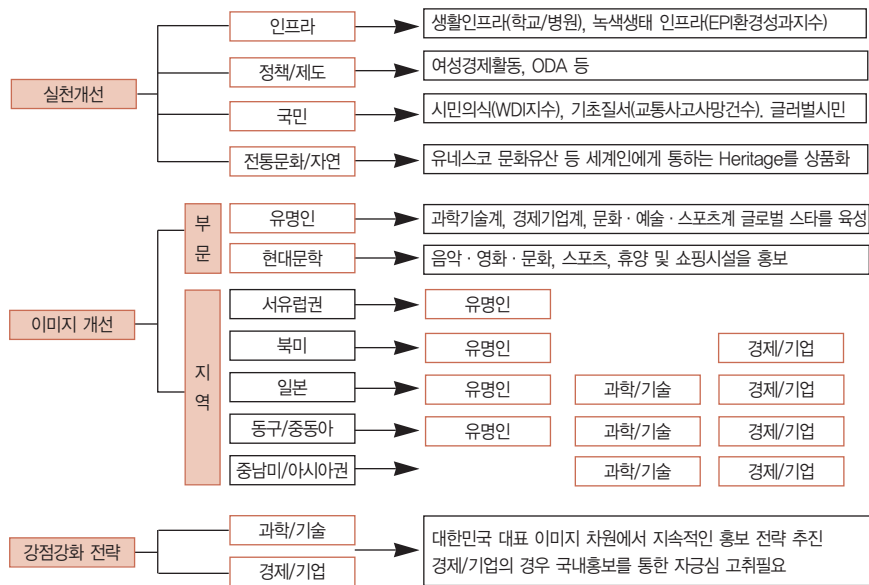 인프라
생활인프라(학교/병원), 녹색생태 인프라(EPI환경성과지수)
정책/제도
여성경제활동, ODA 등
실천개선
국민
시민의식(WDI지수), 기초질서(교통사고사망건수). 글러벌시민
전통문화/자연
유네스코 문화유산 등 세계인에게 통하는 Heritage를 상품화
부문
유명인
과학기술계, 경제기업계, 문화·예술·스포츠계 글로벌 스타를 육성
현대문학
음악·영화·문화, 스포츠, 휴양 및 쇼핑시설을 홍보
이미지 개선
지역
서유럽권
유명인
북미
유명인
경제/기업
일본
유명인
과학/기술
경제/기업
동구/중동아
유명인
과학/기술
경제/기업
중남미/아시아권
과학/기술
경제/기업
강점강화 전략
과학/기술
경제/기업
대한민국 대표 이미지 차원에서 지속적인 홍보 전략 추진
경제/기업의 경우 국내홍보를 통한 자긍심 고취필요